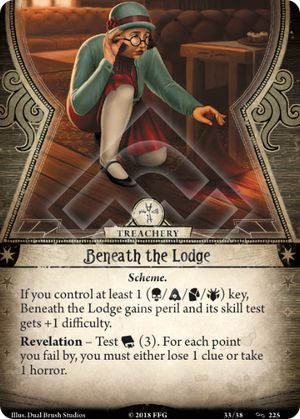 TREACHERY
Beneath the Lodge
Scheme.
If you control at least 1 (/ / / ) key,
Beneath the Lodge gains peril and its skill test
gets +1 difficulty.
Revelation – Test (3). For each point
you fail by, you must either lose 1 clue or take
1 horror.
Illus. Dual Brush Studios © 2018 FFG 33/38 225